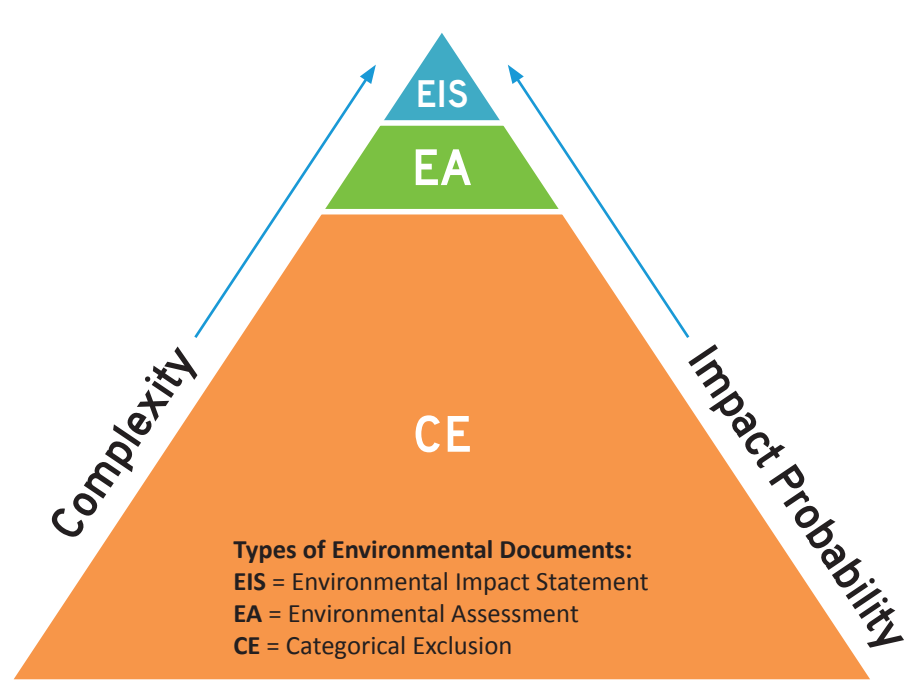 EIS
EA
CE
Complexity
Impact Probability
Types of Environmental Documents:
EIS = Environmental Impact Statement
EA = Environmental Assessment
CE = Categorical Exclusion